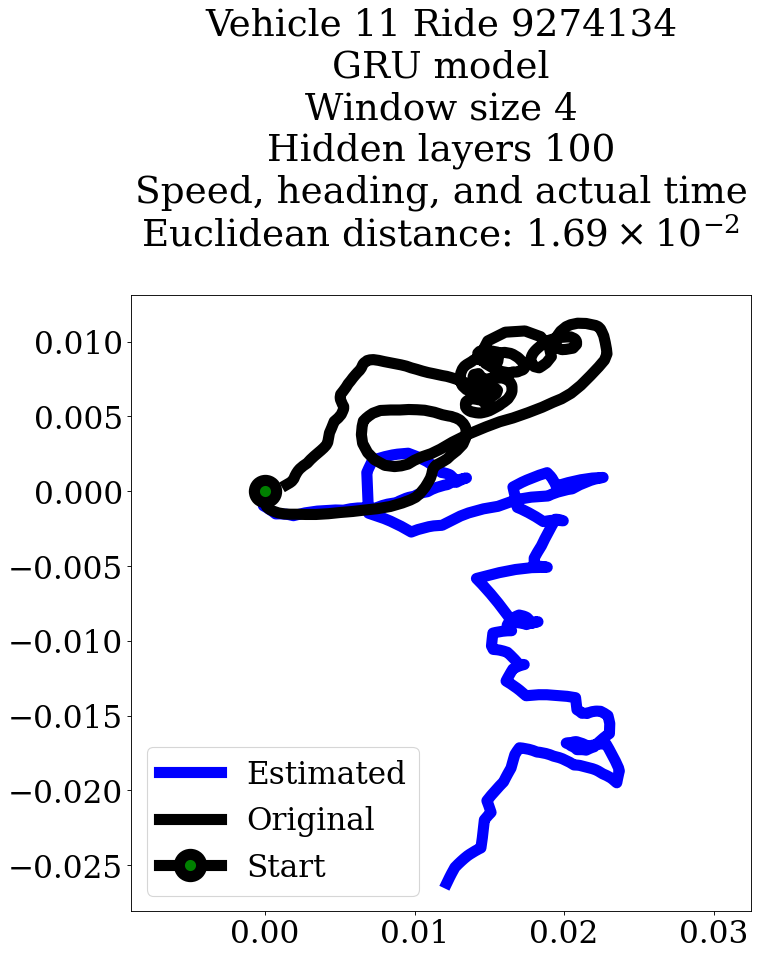 Vehicle 11 Ride 9274134
GRU model
Window size 4
Hidden layers 100
Speed, heading, and actual time
Euclidean distance: 1.69 × 10⁻²
0.010
0.005
0.000
−0.005
−0.010
−0.015
−0.020
−0.025
Estimated
Original
Start
0.00 0.01 0.02 0.03